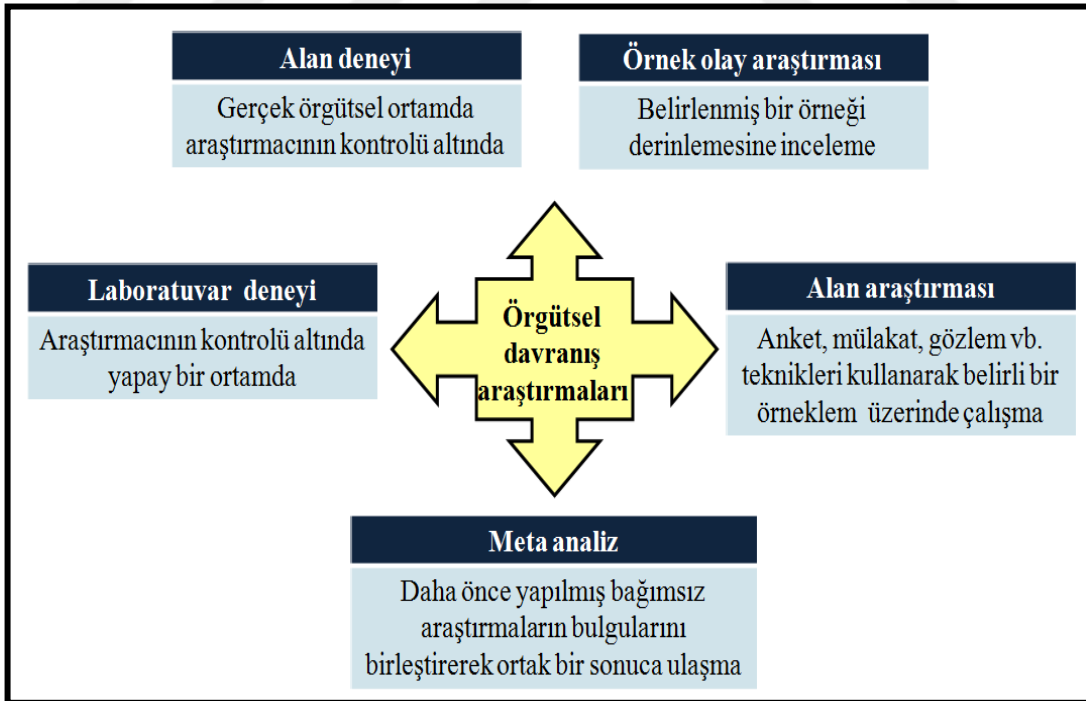 Alan deneyi
Gerçek örgütsel ortamda
araştırmacının kontrolü altında
Örnek olay araştırması
Belirlenmiş bir örneği
derinlemesine inceleme
Laboratuvar deneyi
Araştırmacının kontrolü altında
yapay bir ortamda
Örgütsel
davranış
araştırmaları
Alan araştırması
Anket, mülakat, gözlem vb.
teknikleri kullanarak belirli bir
örneklem üzerinde çalışma
Meta analiz
Daha önce yapılmış bağımsız
araştırmaların bulgularını
birleştirerek ortak bir sonuca ulaşma